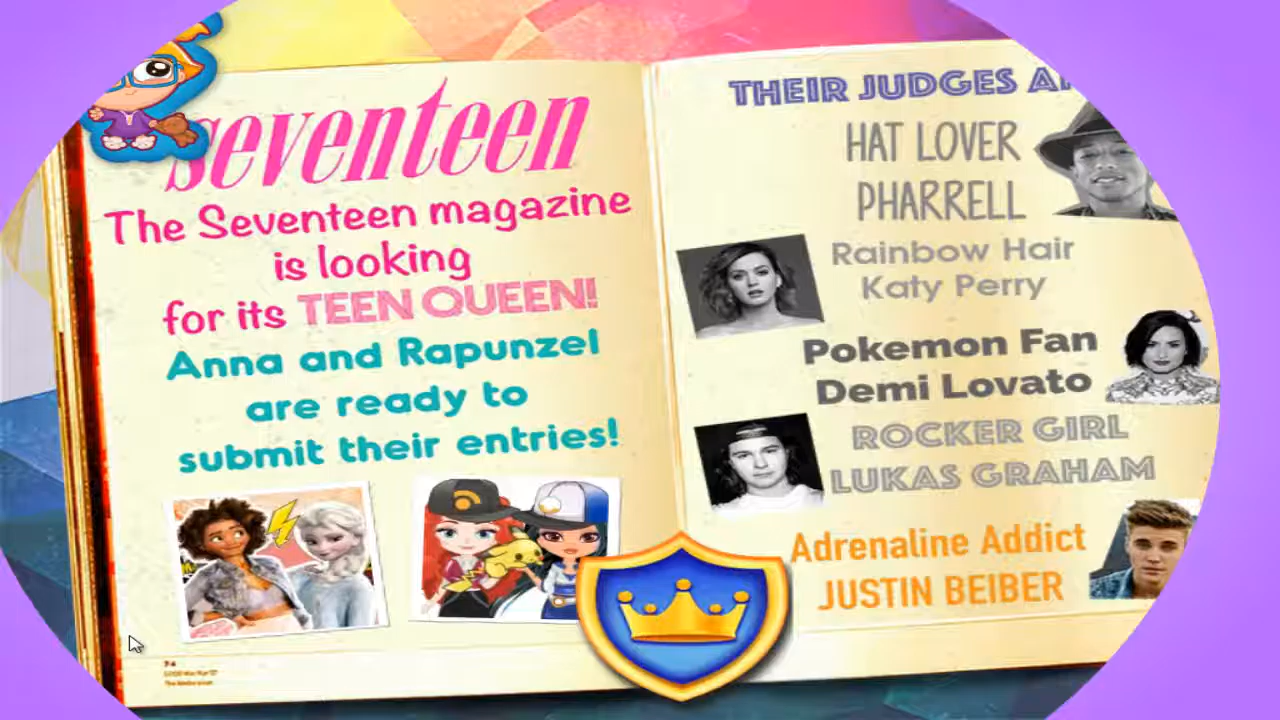 seventeen
The Seventeen magazine
is looking
for its TEEN QUEEN!
Anna and Rapunzel
are ready to
submit their entries!
THEIR JUDGES
HAT LOVER
PHARRELL
Rainbow Hair
Katy Perry
Pokemon Fan
Demi Lovato
ROCKER GIRL
LUKAS GRAHAM
Adrenaline Addict
JUSTIN BEIBER